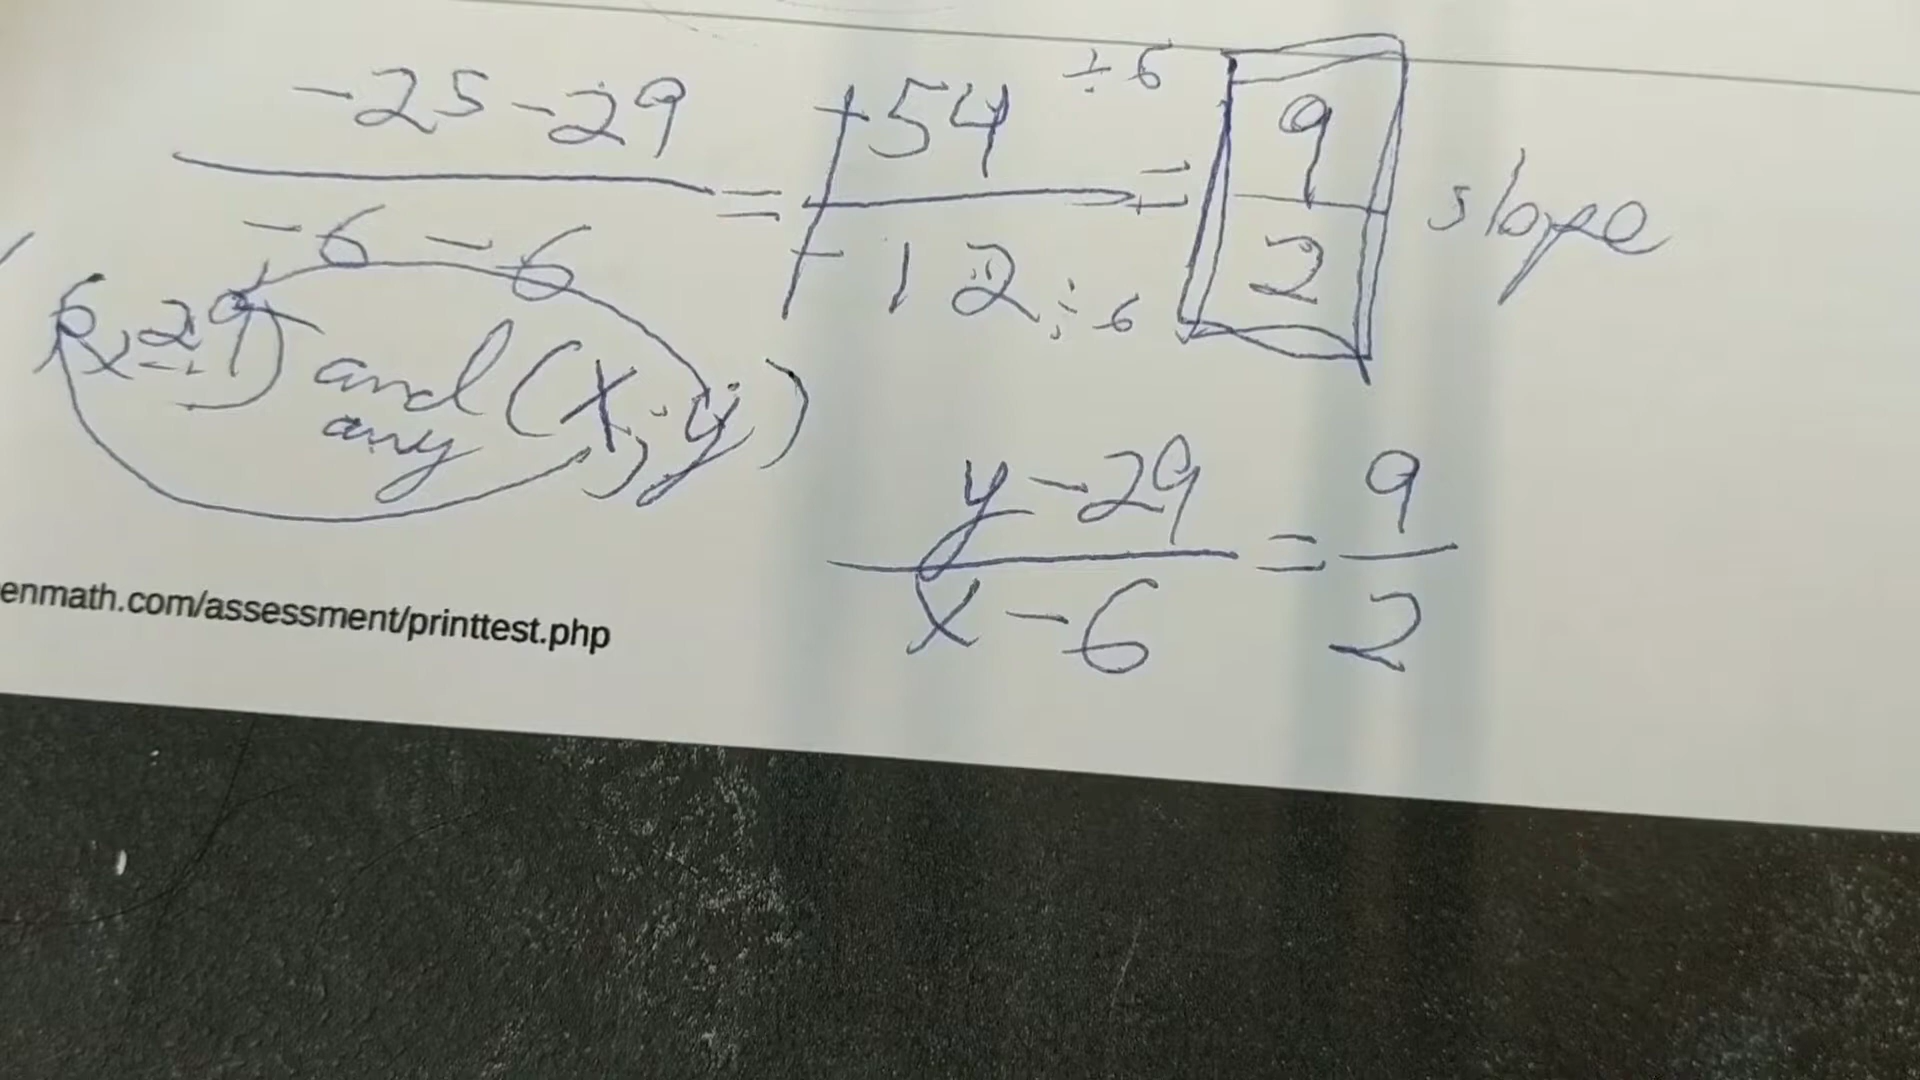 -25-29 / -6-6 = -54 / -12 ÷6 ÷6 = 9/2 slope
(6,29) and (x,y)
any
y-29 / x-6 = 9/2
enmath.com/assessment/printtest.php